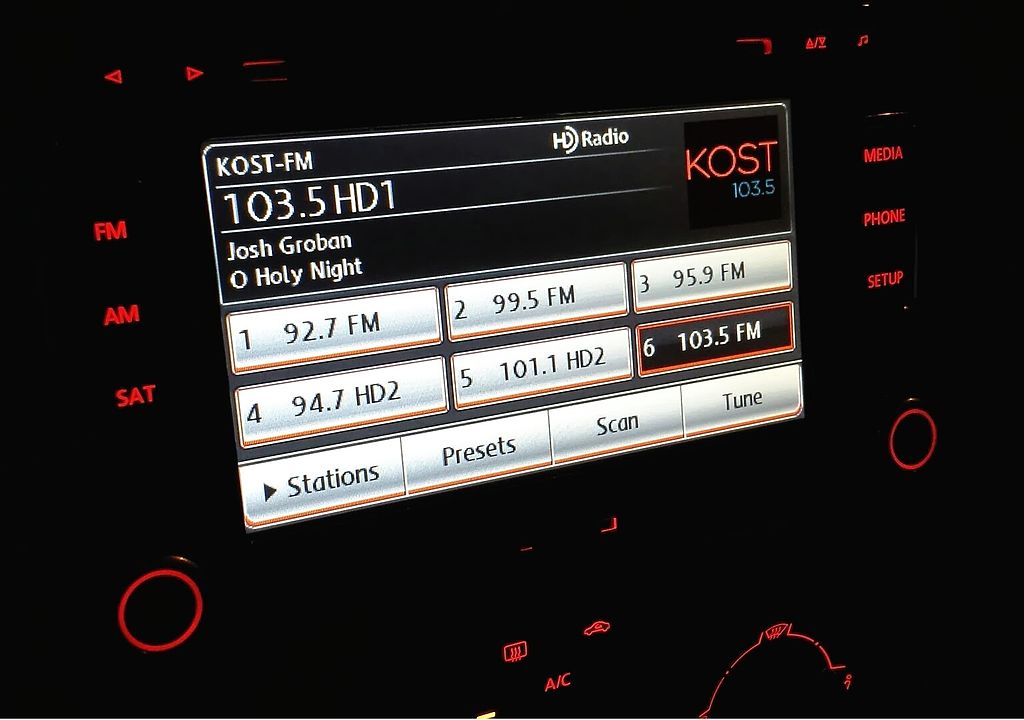 KOST-FM
HD Radio
KOST
103.5
103.5 HD1
Josh Groban
O Holy Night
1 92.7 FM
2 99.5 FM
3 95.9 FM
4 94.7 HD2
5 101.1 HD2
6 103.5 FM
Stations
Presets
Scan
Tune
FM
AM
SAT
MEDIA
PHONE
SETUP
A/C